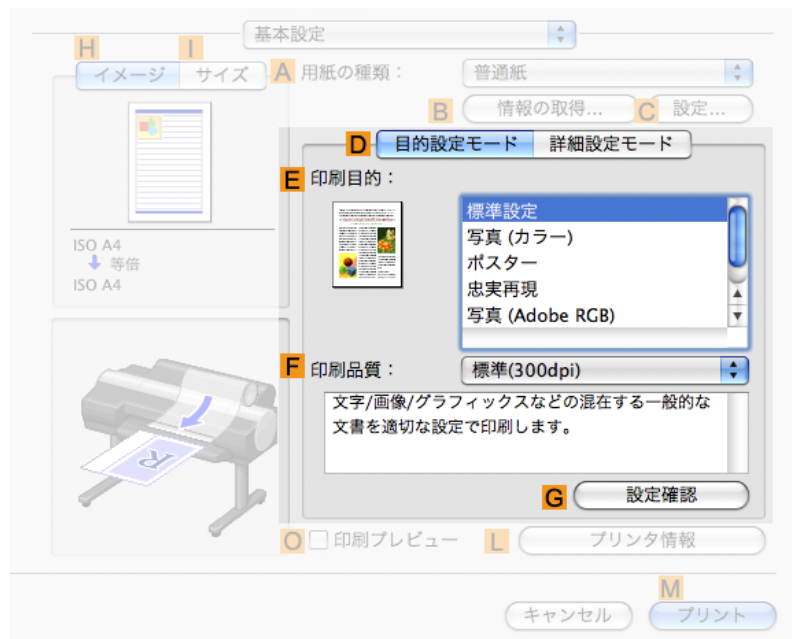 基本設定
H I
イメージ サイズ
A 用紙の種類： 普通紙
B 情報の取得... C 設定...
D 目的設定モード 詳細設定モード
E 印刷目的：
標準設定
写真 (カラー)
ポスター
忠実再現
写真 (Adobe RGB)
ISO A4
等倍
ISO A4
F 印刷品質： 標準(300dpi)
文字/画像/グラフィックスなどの混在する一般的な
文書を適切な設定で印刷します。
G 設定確認
O 印刷プレビュー L プリンタ情報
M
キャンセル プリント